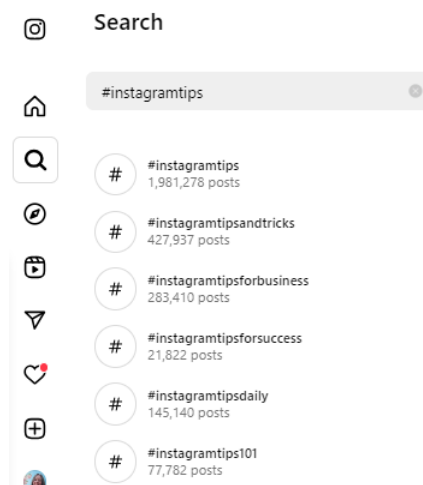 Search
#instagramtips
#
#instagramtips
1,981,278 posts
#
#instagramtipsandtricks
427,937 posts
#
#instagramtipsforbusiness
283,410 posts
#
#instagramtipsforsuccess
21,822 posts
#
#instagramtipsdaily
145,140 posts
#
#instagramtips101
77,782 posts